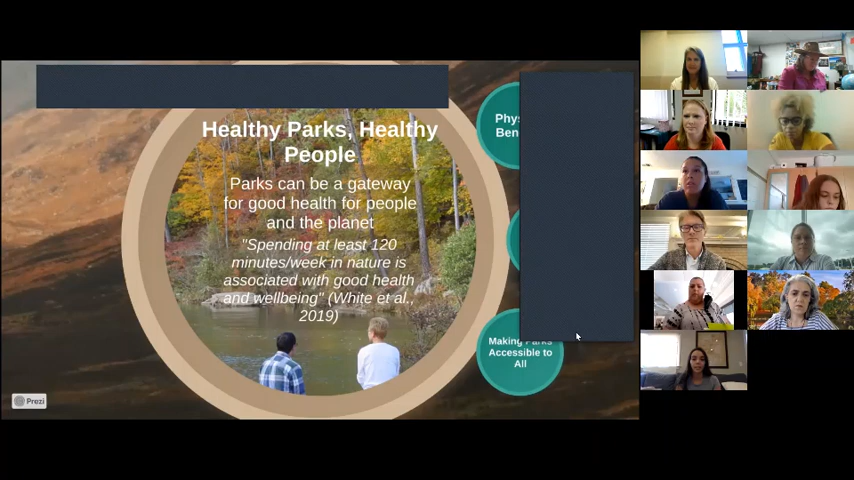 Healthy Parks, Healthy
People
Parks can be a gateway
for good health for people
and the planet
"Spending at least 120
minutes/week in nature is
associated with good health
and wellbeing" (White et al.,
2019)
Making Parks
Accessible to
All
Prezi